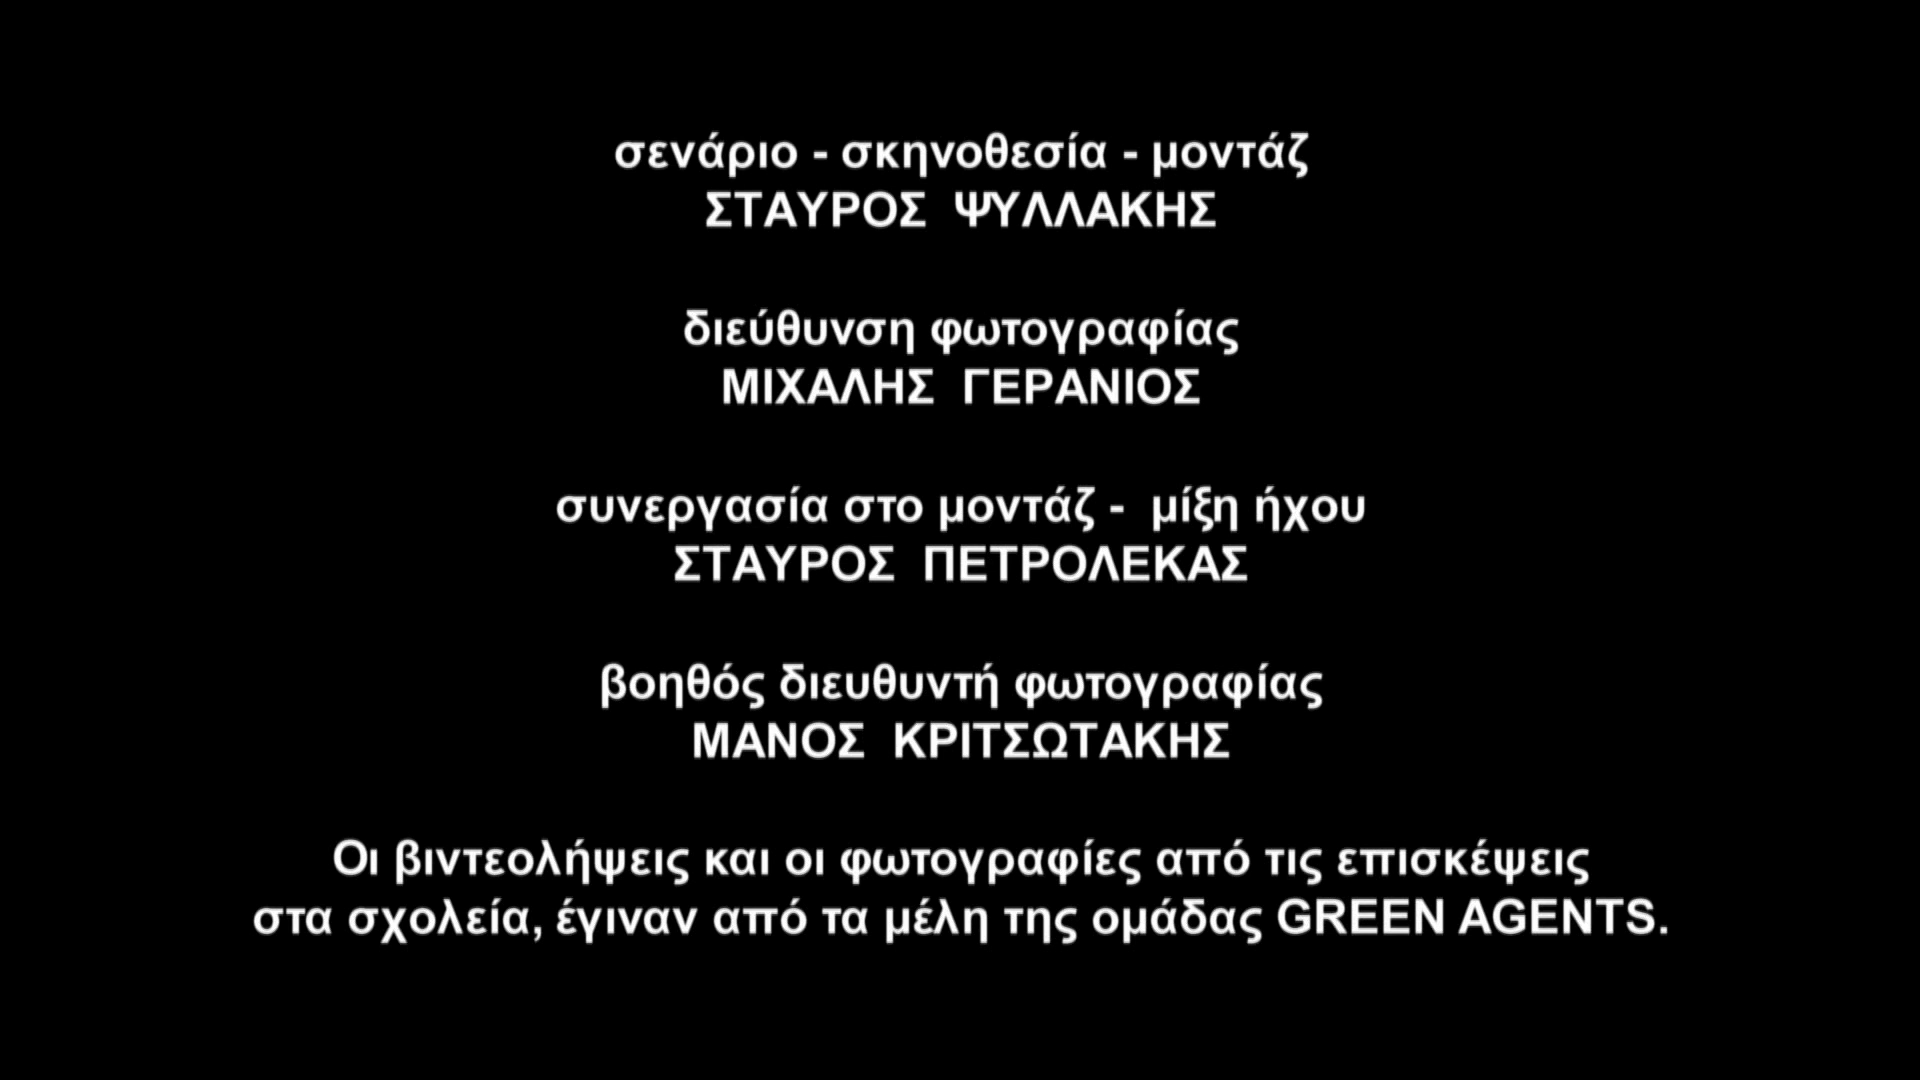 σενάριο - σκηνοθεσία - μοντάζ
ΣΤΑΥΡΟΣ ΨΥΛΛΑΚΗΣ
διεύθυνση φωτογραφίας
ΜΙΧΑΛΗΣ ΓΕΡΑΝΙΟΣ
συνεργασία στο μοντάζ - μίξη ήχου
ΣΤΑΥΡΟΣ ΠΕΤΡΟΛΕΚΑΣ
βοηθός διευθυντή φωτογραφίας
ΜΑΝΟΣ ΚΡΙΤΣΩΤΑΚΗΣ
Οι βιντεολήψεις και οι φωτογραφίες από τις επισκέψεις
στα σχολεία, έγιναν από τα μέλη της ομάδας GREEN AGENTS.